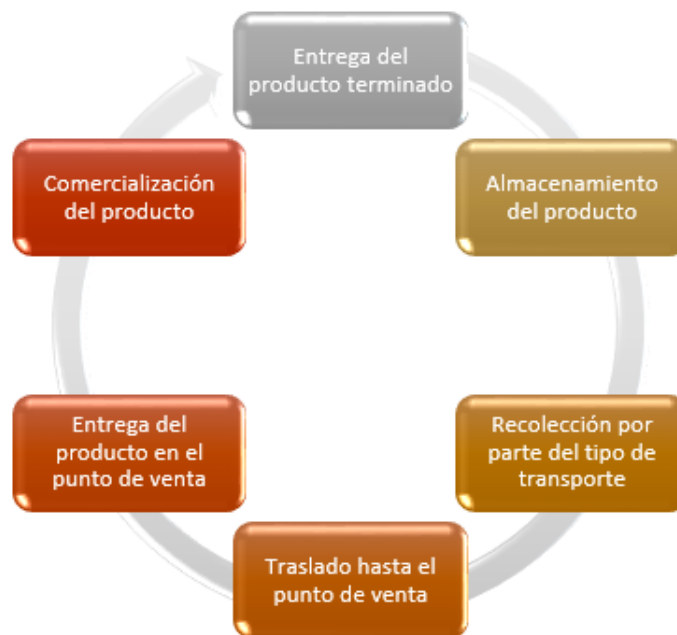 Entrega del
producto terminado
Almacenamiento
del producto
Recolección por
parte del tipo de
transporte
Traslado hasta el
punto de venta
Entrega del
producto en el
punto de venta
Comercialización
del producto